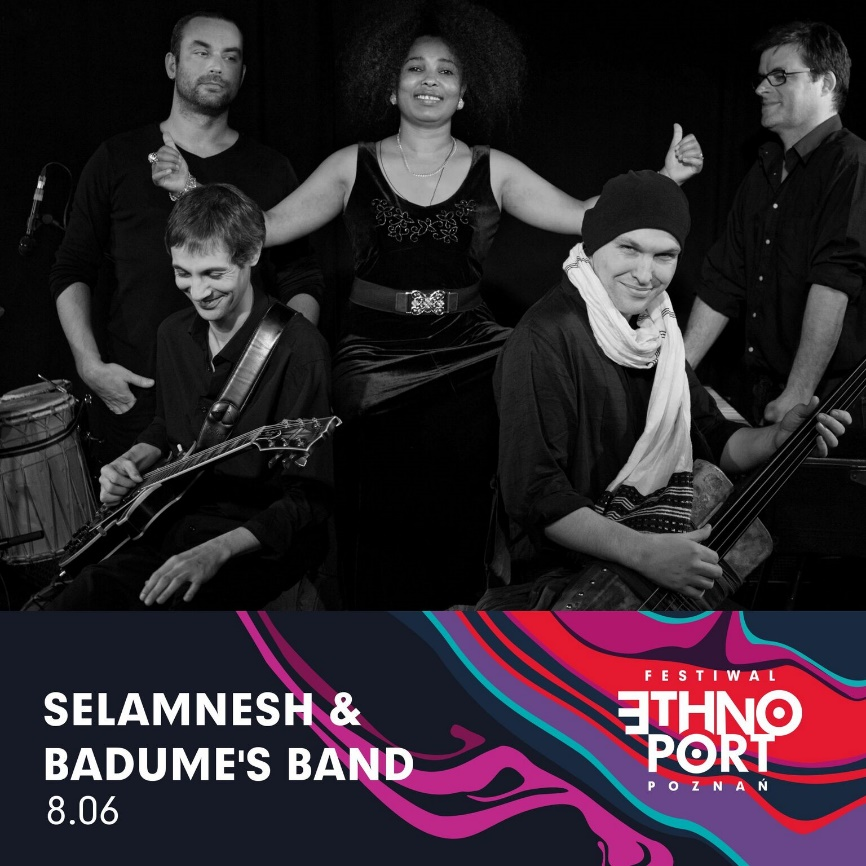 SELAMNESH &
BADUME'S BAND
8.06
FESTIWAL
ETHNO
PORT
POZNAŃ